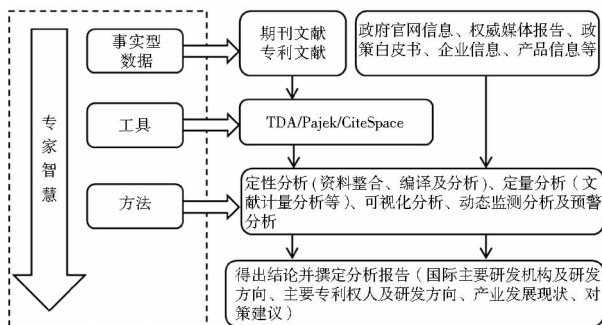 专家智慧
事实型
数据
工具
方法
期刊文献
专利文献
政府官网信息、权威媒体报告、政
策白皮书、企业信息、产品信息等
TDA/Pajek/CiteSpace
定性分析(资料整合、编译及分析)、定量分析（文
献计量分析等）、可视化分析、动态监测分析及预警
分析
得出结论并撰定分析报告（国际主要研发机构及研发
方向、主要专利权人及研发方向、产业发展现状、对
策建议）